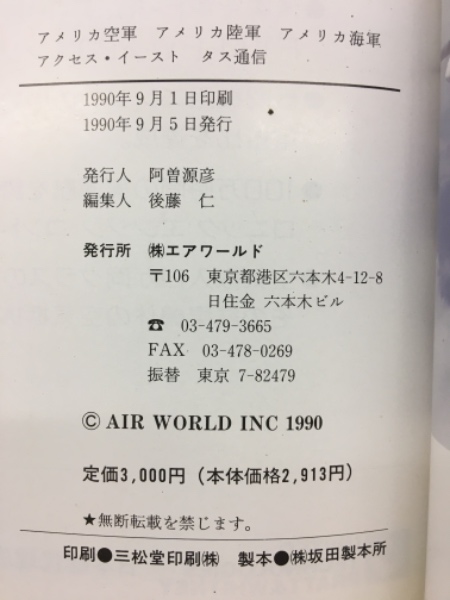 アメリカ空軍　アメリカ陸軍　アメリカ海軍
アクセス・イースト　タス通信
1990年9月1日印刷
1990年9月5日発行
発行人　阿曽源彦
編集人　後藤　仁
発行所　㈱エアワールド
〒106　東京都港区六本木4-12-8
日住金 六本木ビル
☎　03-479-3665
FAX　03-478-0269
振替　東京 7-82479
© AIR WORLD INC 1990
定価3,000円（本体価格2,913円）
★無断転載を禁じます。
印刷●三松堂印刷㈱　製本●㈱坂田製本所